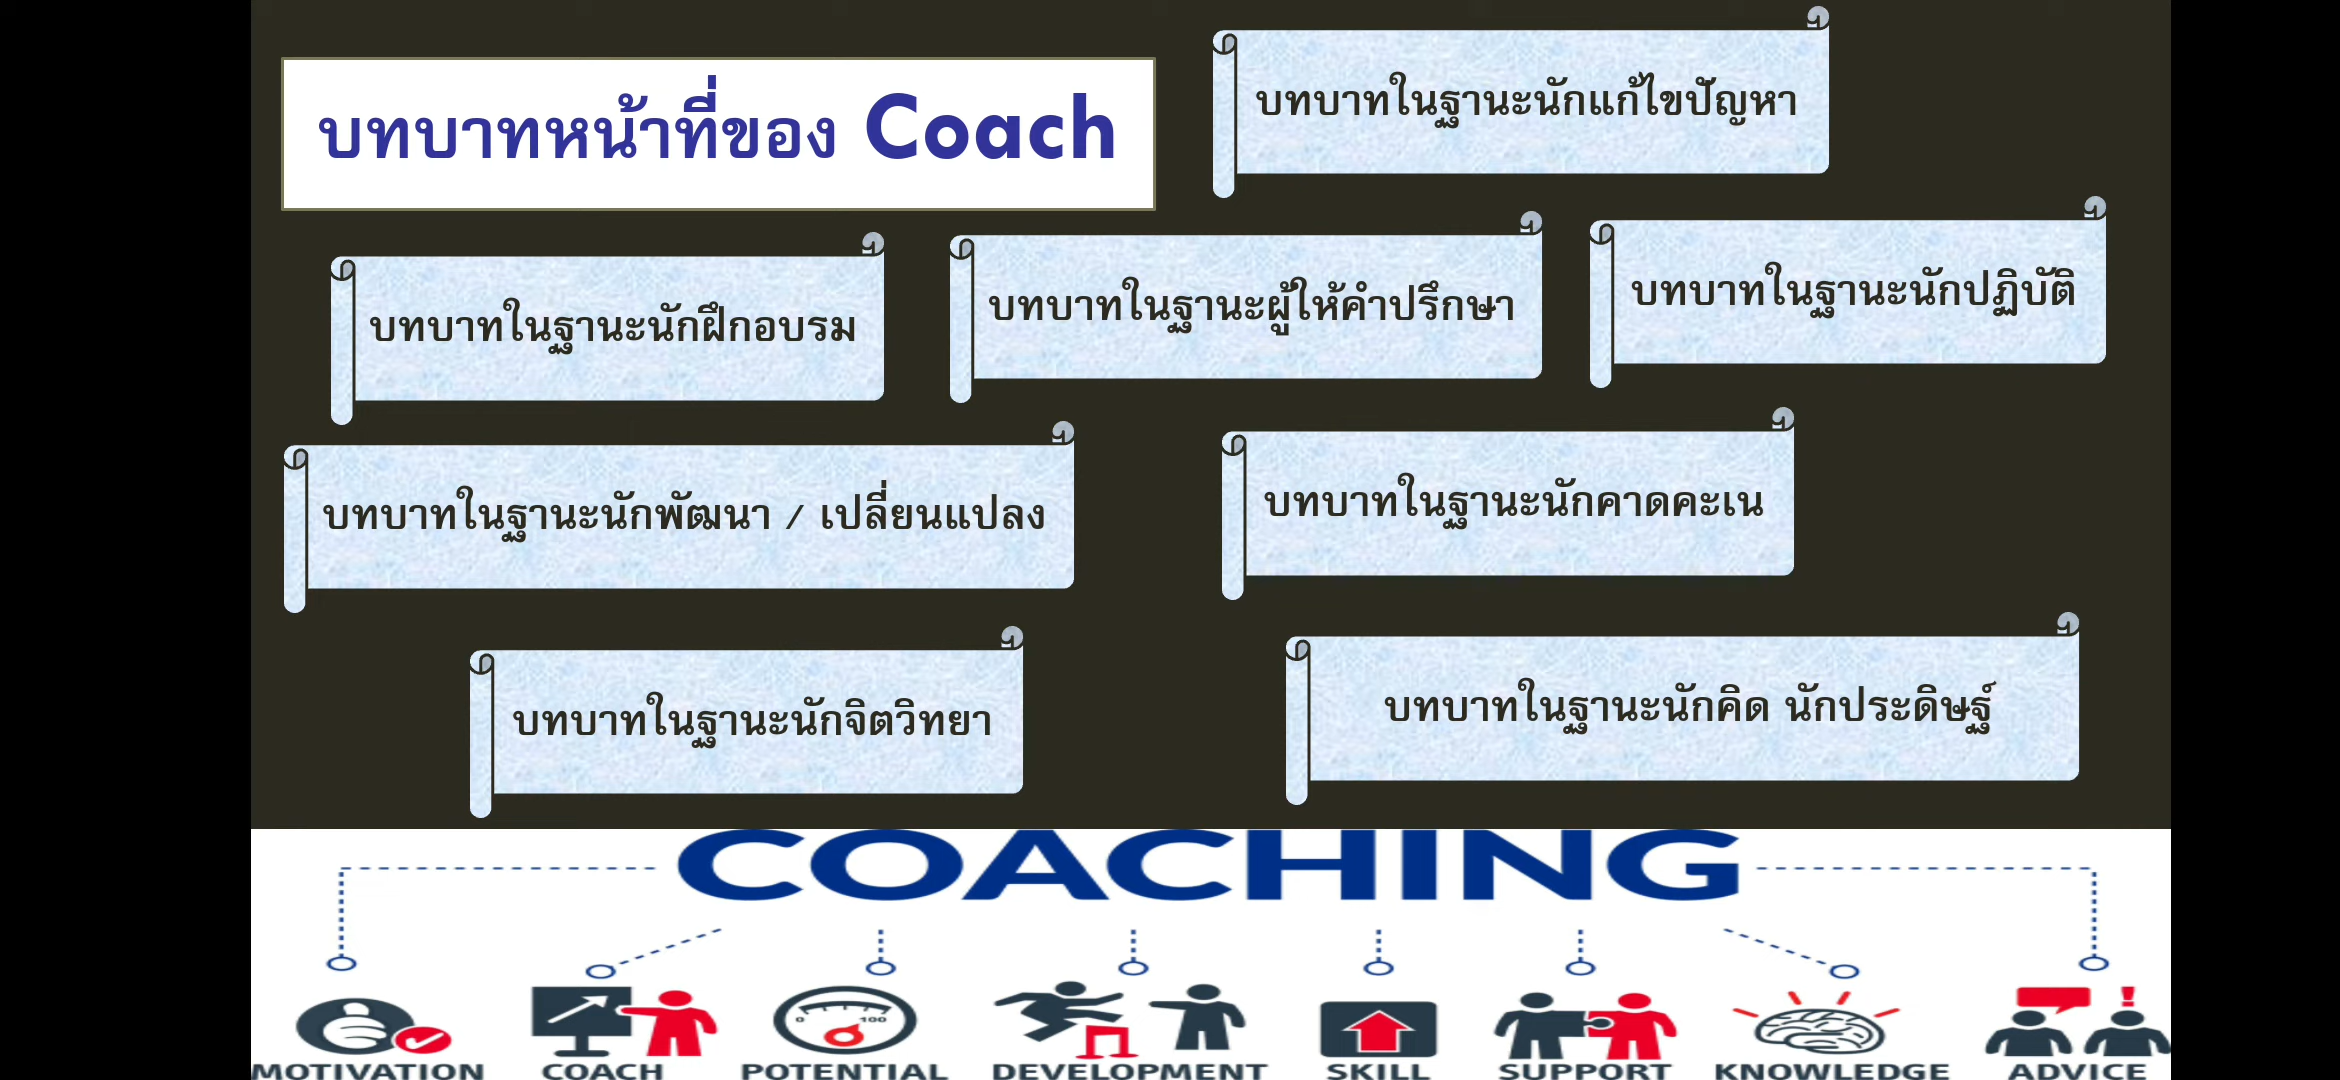 บทบาทหน้าที่ของ Coach
บทบาทในฐานะนักแก้ไขปัญหา
บทบาทในฐานะนักฝึกอบรม
บทบาทในฐานะผู้ให้คำปรึกษา
บทบาทในฐานะนักปฏิบัติ
บทบาทในฐานะนักพัฒนา / เปลี่ยนแปลง
บทบาทในฐานะนักคาดคะเน
บทบาทในฐานะนักจิตวิทยา
บทบาทในฐานะนักคิด นักประดิษฐ์
COACHING
0 100
!
MOTIVATION
COACH
POTENTIAL
DEVELOPMENT
SKILL
SUPPORT
KNOWLEDGE
ADVICE